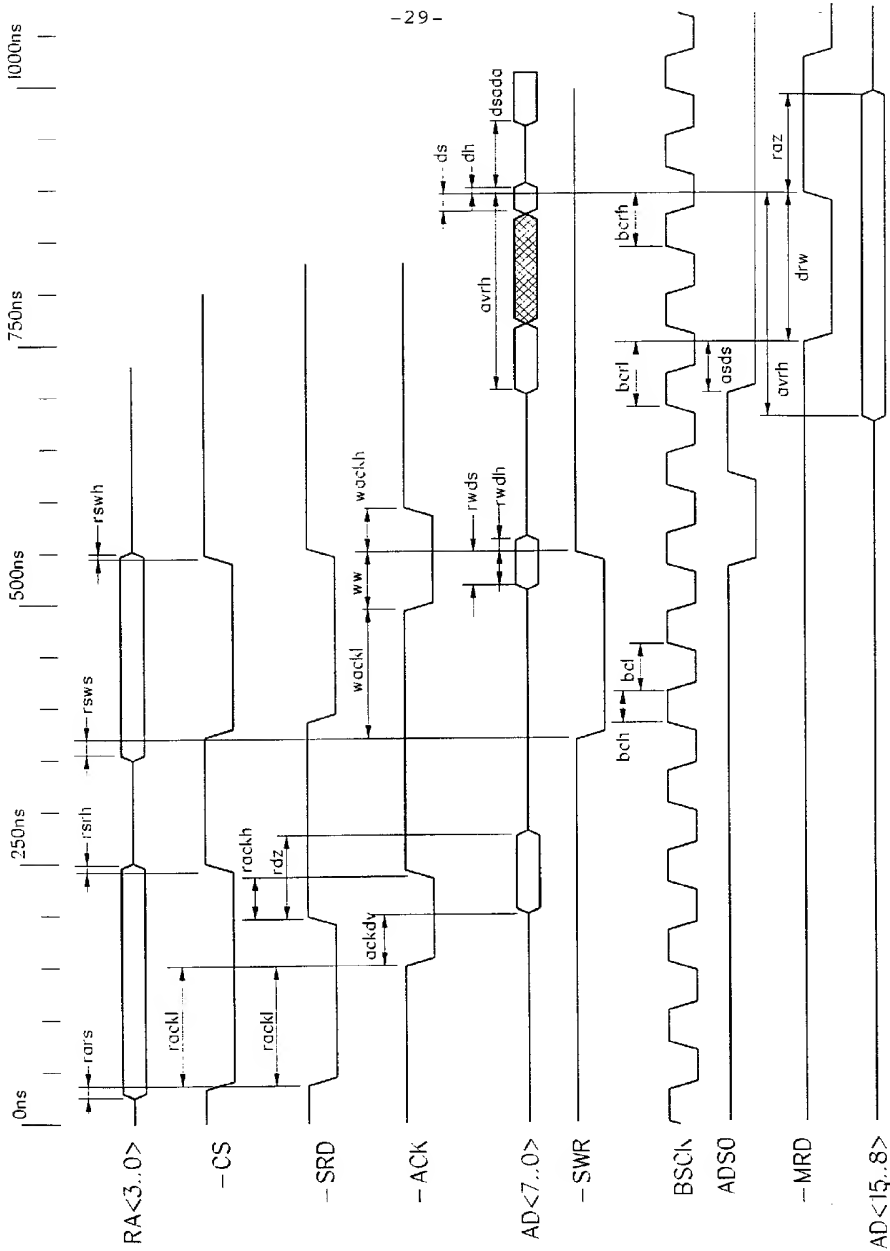 -29-
0ns 250ns 500ns 750ns 1000ns
rars rsrh rsws rswh
RA<3..0>
-CS
rackl
rackh
-SRD
rackl
rdz
-ACK
ackdv
wackl
ww
wackh
ds
dh
dsada
avrh
rwds
rwdh
AD<7..0>
-SWR
bch
bcl
bcrl
bcrh
BSCK
asds
ADS0
drw
raz
-MRD
avrh
AD<15..8>